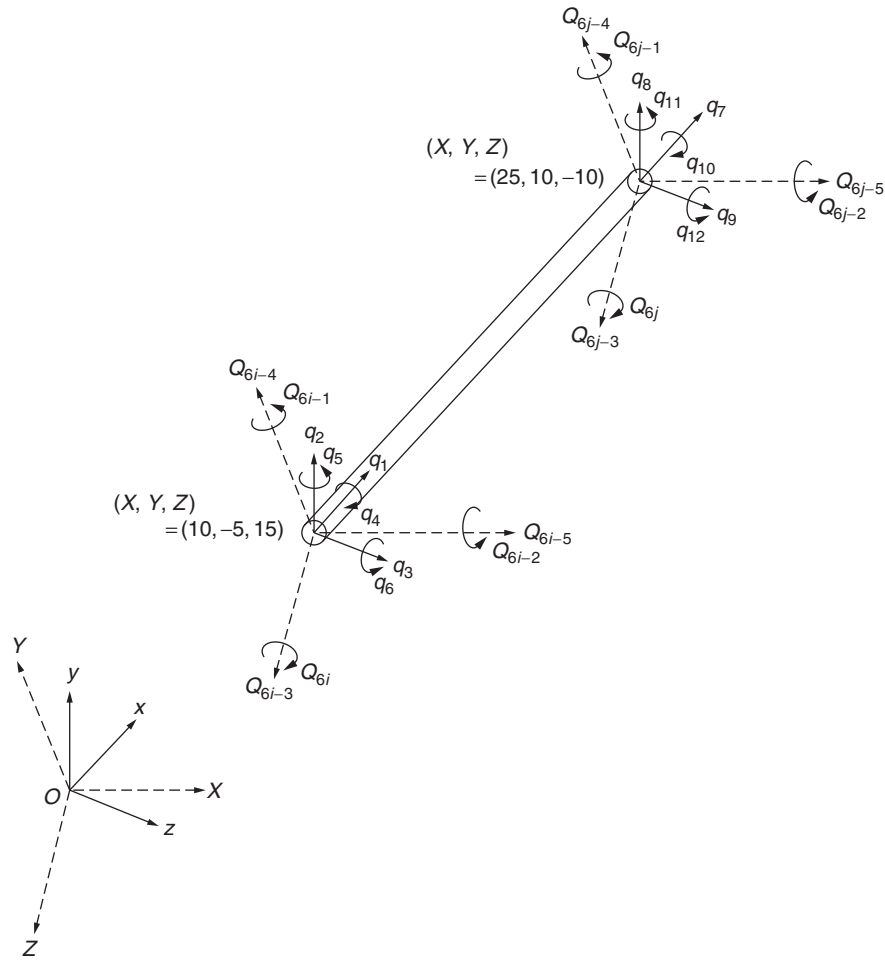 Q6j–4
Q6j–1
q8
q11
q7
(X, Y, Z)
=(25, 10, –10)
q10
Q6j–5
Q6j–2
q9
q12
Q6j
Q6j–3
Q6i–4
Q6i–1
q2
q5
q1
(X, Y, Z)
=(10, –5, 15)
q4
Q6i–5
Q6i–2
q3
q6
Q6i
Q6i–3
Y
y
x
O
X
z
Z